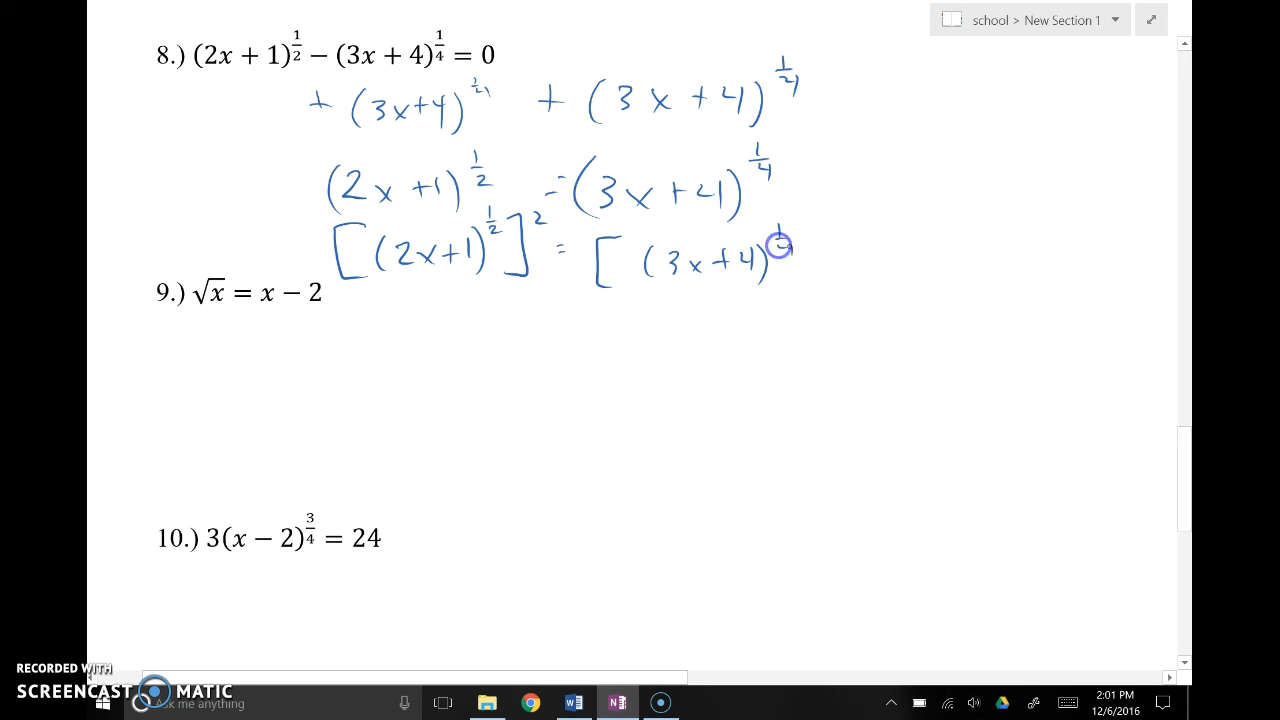 school > New Section 1
8.) (2x + 1)^(1/2) − (3x + 4)^(1/4) = 0
+ (3x+4)^(1/4) + (3x+4)^(1/4)
(2x+1)^(1/2) = (3x+4)^(1/4)
[(2x+1)^(1/2)]^2 = [(3x+4)^(1/4)
9.) √x = x − 2
10.) 3(x − 2)^(3/4) = 24
RECORDED WITH
SCREENCAST MATIC
Ask me anything
2:01 PM
12/6/2016